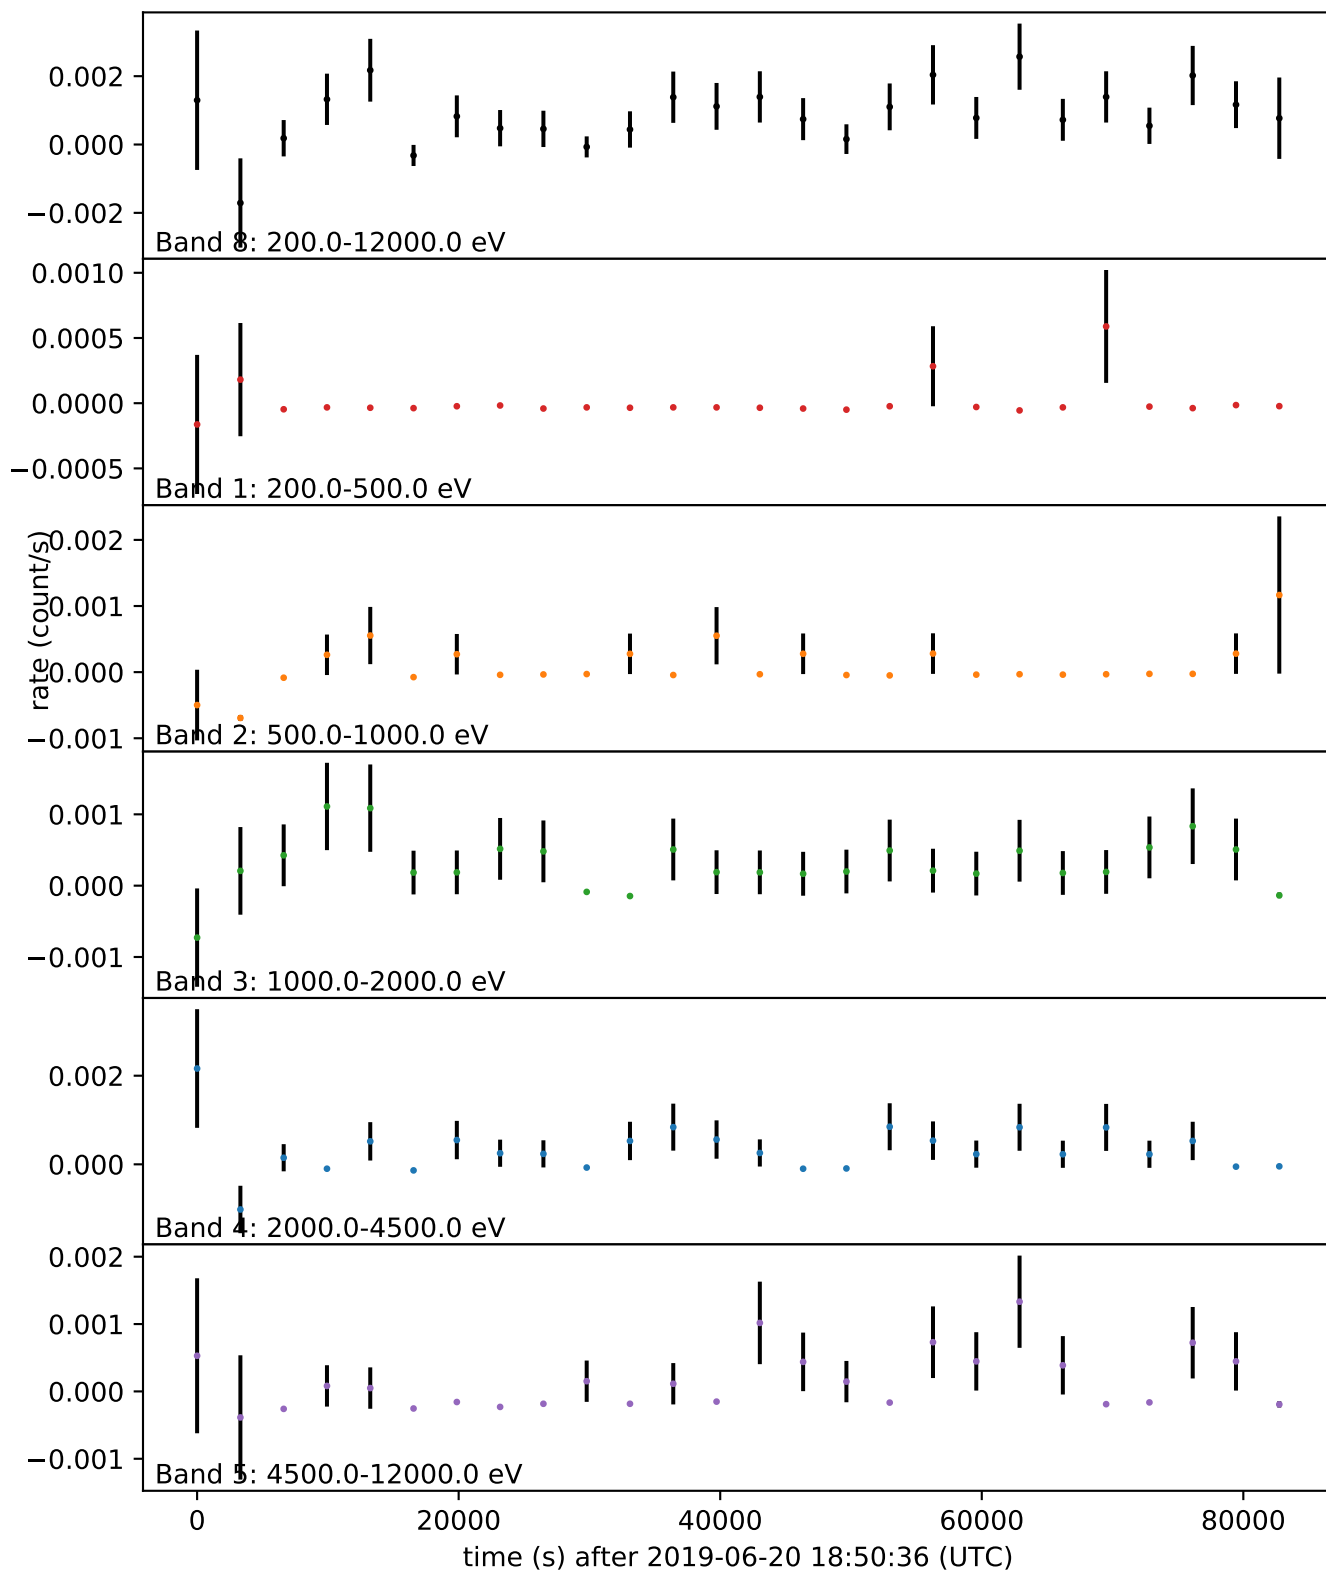 0.002
0.000
−0.002
Band 8: 200.0-12000.0 eV
0.0010
0.0005
0.0000
−0.0005
Band 1: 200.0-500.0 eV
rate (count/s)
0.002
0.001
0.000
−0.001
Band 2: 500.0-1000.0 eV
0.001
0.000
−0.001
Band 3: 1000.0-2000.0 eV
0.002
0.000
Band 4: 2000.0-4500.0 eV
0.002
0.001
0.000
−0.001
Band 5: 4500.0-12000.0 eV
0 20000 40000 60000 80000
time (s) after 2019-06-20 18:50:36 (UTC)